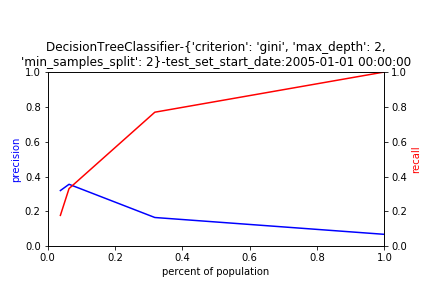 DecisionTreeClassifier-{'criterion': 'gini', 'max_depth': 2,
'min_samples_split': 2}-test_set_start_date:2005-01-01 00:00:00
1.0
0.8
0.6
0.4
0.2
0.0
precision
1.0
0.8
0.6
0.4
0.2
0.0
recall
0.0 0.2 0.4 0.6 0.8 1.0
percent of population